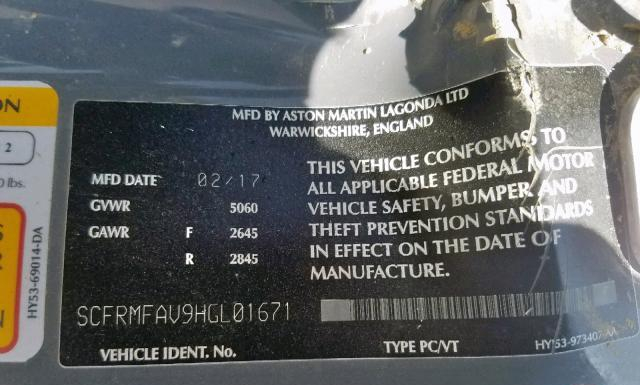 ON
2
0 lbs.
HY53-69014-DA
MFD BY ASTON MARTIN LAGONDA LTD
WARWICKSHIRE, ENGLAND
MFD DATE 02/17
GVWR 5060
GAWR F 2645
R 2845
THIS VEHICLE CONFORMS TO
ALL APPLICABLE FEDERAL MOTOR
VEHICLE SAFETY, BUMPER, AND
THEFT PREVENTION STANDARDS
IN EFFECT ON THE DATE OF
MANUFACTURE.
SCFRMFAV9HGL01671
VEHICLE IDENT. No.
TYPE PC/VT